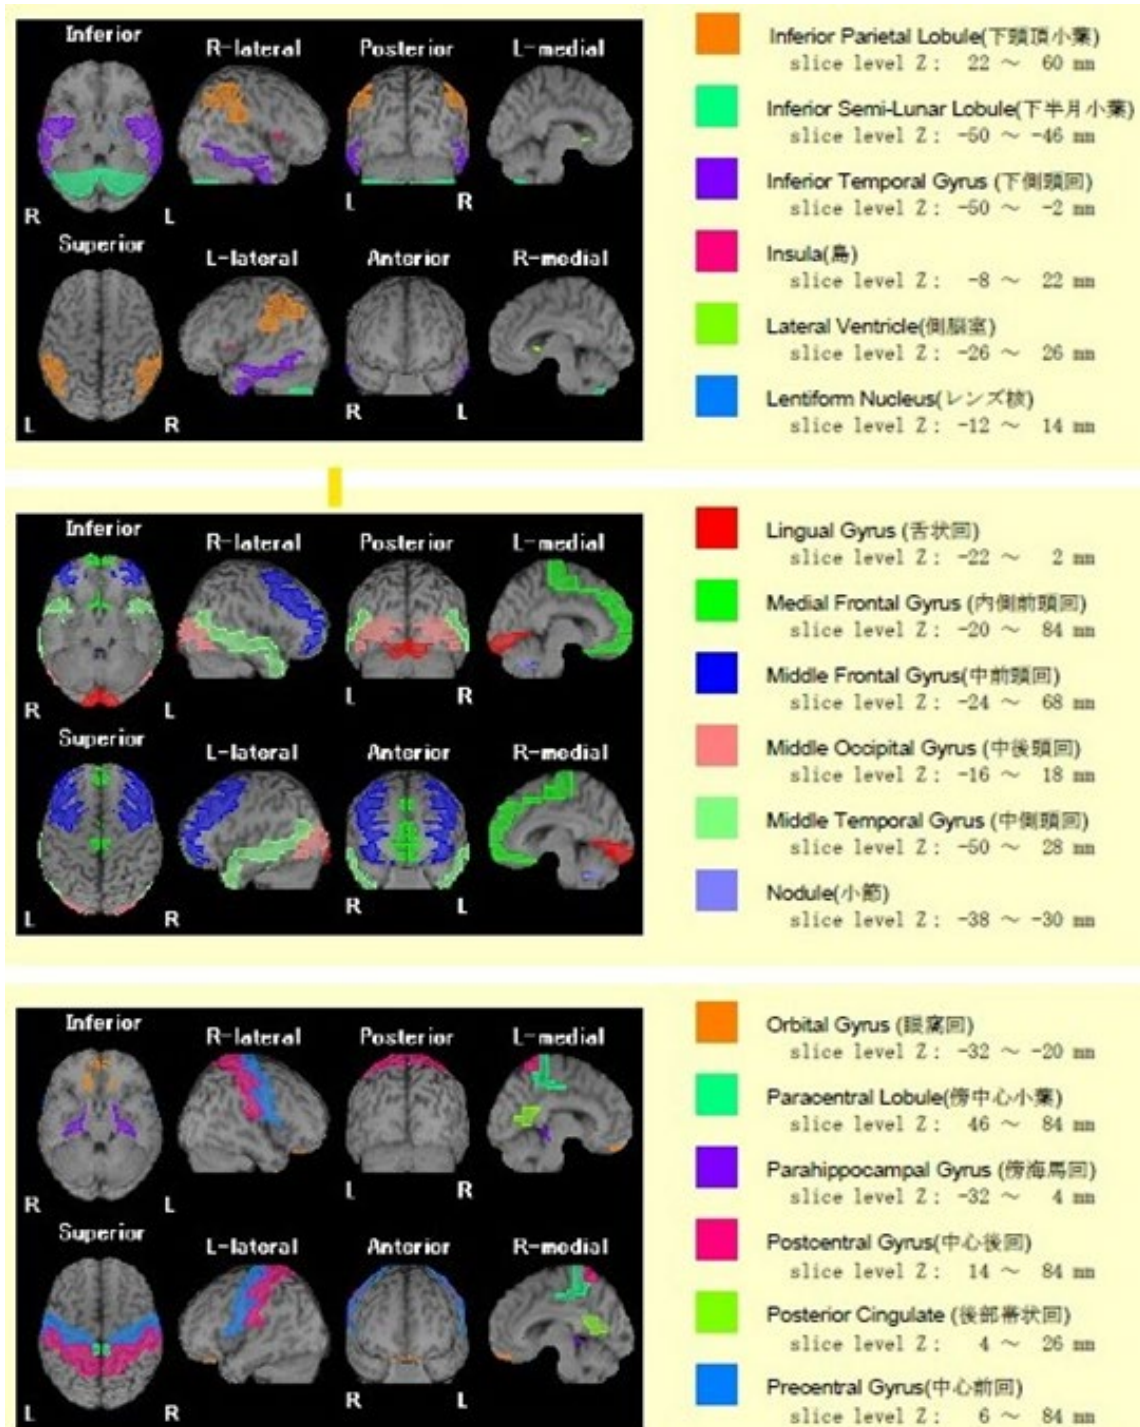 Inferior
R-lateral
Posterior
L-medial
R
L
L
R
Superior
L-lateral
Anterior
R-medial
L
R
R
L
Inferior Parietal Lobule(下頭頂小葉)
slice level Z: 22 ～ 60 mm
Inferior Semi-Lunar Lobule(下半月小葉)
slice level Z: -50 ～ -46 mm
Inferior Temporal Gyrus (下側頭回)
slice level Z: -50 ～ -2 mm
Insula(島)
slice level Z: -8 ～ 22 mm
Lateral Ventricle(側脳室)
slice level Z: -26 ～ 26 mm
Lentiform Nucleus(レンズ核)
slice level Z: -12 ～ 14 mm
Inferior
R-lateral
Posterior
L-medial
R
L
L
R
Superior
L-lateral
Anterior
R-medial
L
R
R
L
Lingual Gyrus (舌状回)
slice level Z: -22 ～ 2 mm
Medial Frontal Gyrus (内側前頭回)
slice level Z: -20 ～ 84 mm
Middle Frontal Gyrus(中前頭回)
slice level Z: -24 ～ 68 mm
Middle Occipital Gyrus (中後頭回)
slice level Z: -16 ～ 18 mm
Middle Temporal Gyrus (中側頭回)
slice level Z: -50 ～ 28 mm
Nodule(小節)
slice level Z: -38 ～ -30 mm
Inferior
R-lateral
Posterior
L-medial
R
L
L
R
Superior
L-lateral
Anterior
R-medial
L
R
R
L
Orbital Gyrus (眼窩回)
slice level Z: -32 ～ -20 mm
Paracentral Lobule(傍中心小葉)
slice level Z: 46 ～ 84 mm
Parahippocampal Gyrus (傍海馬回)
slice level Z: -32 ～ 4 mm
Postcentral Gyrus(中心後回)
slice level Z: 14 ～ 84 mm
Posterior Cingulate (後部帯状回)
slice level Z: 4 ～ 26 mm
Precentral Gyrus(中心前回)
slice level Z: 6 ～ 84 mm